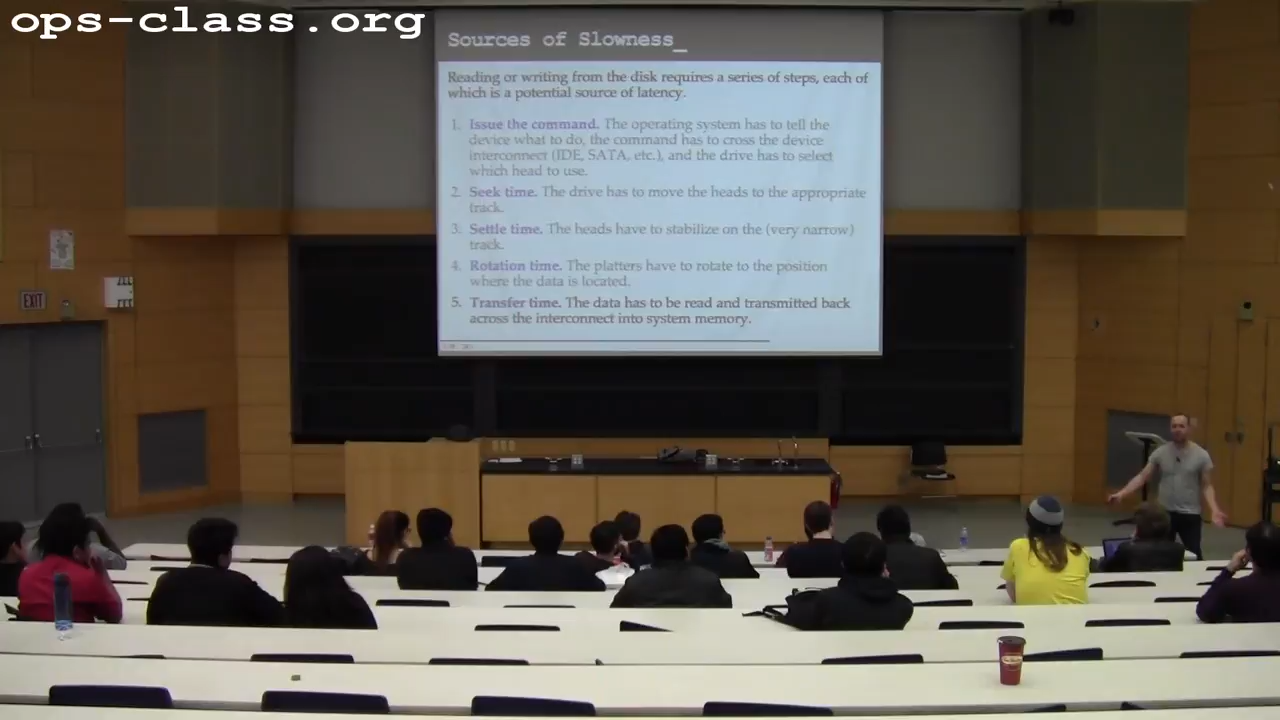 ops-class.org
Sources of Slowness_
Reading or writing from the disk requires a series of steps, each of
which is a potential source of latency.
1. Issue the command. The operating system has to tell the
device what to do, the command has to cross the device
interconnect (IDE, SATA, etc.), and the drive has to select
which head to use.
2. Seek time. The drive has to move the heads to the appropriate
track.
3. Settle time. The heads have to stabilize on the (very narrow)
track.
4. Rotation time. The platters have to rotate to the position
where the data is located.
5. Transfer time. The data has to be read and transmitted back
across the interconnect into system memory.
EXIT